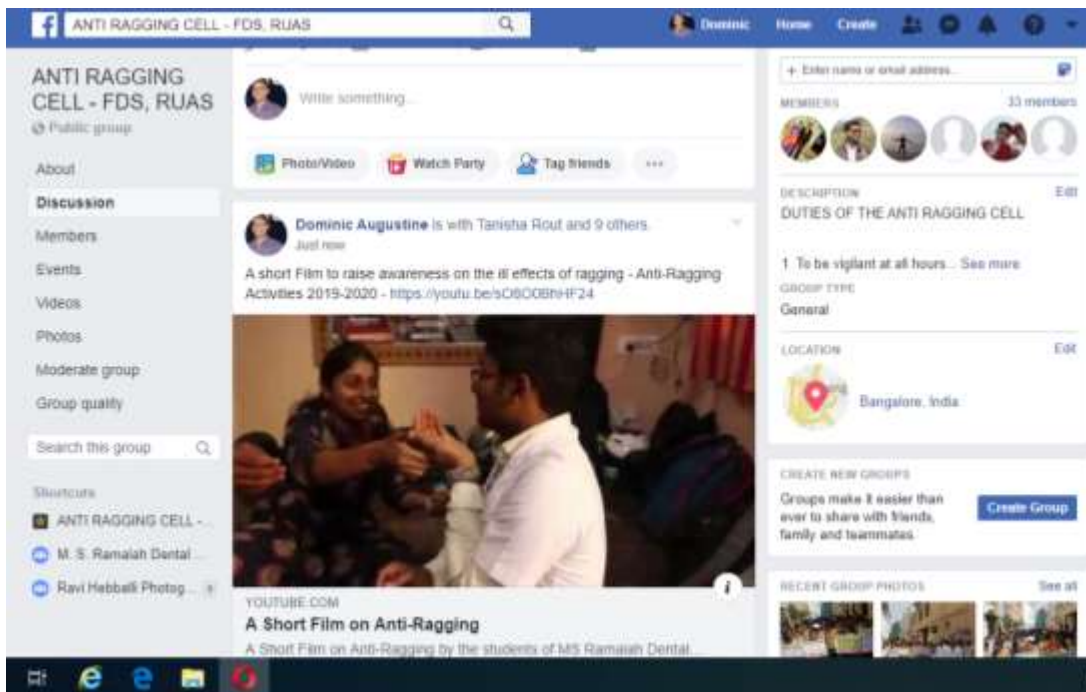 ANTI RAGGING CELL - FDS, RUAS
Dominic
Home
Create
ANTI RAGGING
CELL - FDS, RUAS
Public group
About
Discussion
Members
Events
Videos
Photos
Moderate group
Group quality
Search this group
Shortcuts
ANTI RAGGING CELL -...
M. S. Ramaiah Dental ...
Ravi Hebballi Photog...
Write something...
Photo/Video
Watch Party
Tag friends
Dominic Augustine is with Tanisha Rout and 9 others.
Just now
A short Film to raise awareness on the ill effects of ragging - Anti-Ragging
Activities 2019-2020 -
YOUTUBE.COM
A Short Film on Anti-Ragging
A Short Film on Anti-Ragging by the students of MS Ramaiah Dental...
+ Enter name or email address...
MEMBERS
33 members
DESCRIPTION
Edit
DUTIES OF THE ANTI RAGGING CELL
1 To be vigilant at all hours... See more
GROUP TYPE
General
LOCATION
Edit
Bangalore, India
CREATE NEW GROUPS
Groups make it easier than
ever to share with friends,
family and teammates.
Create Group
RECENT GROUP PHOTOS
See all